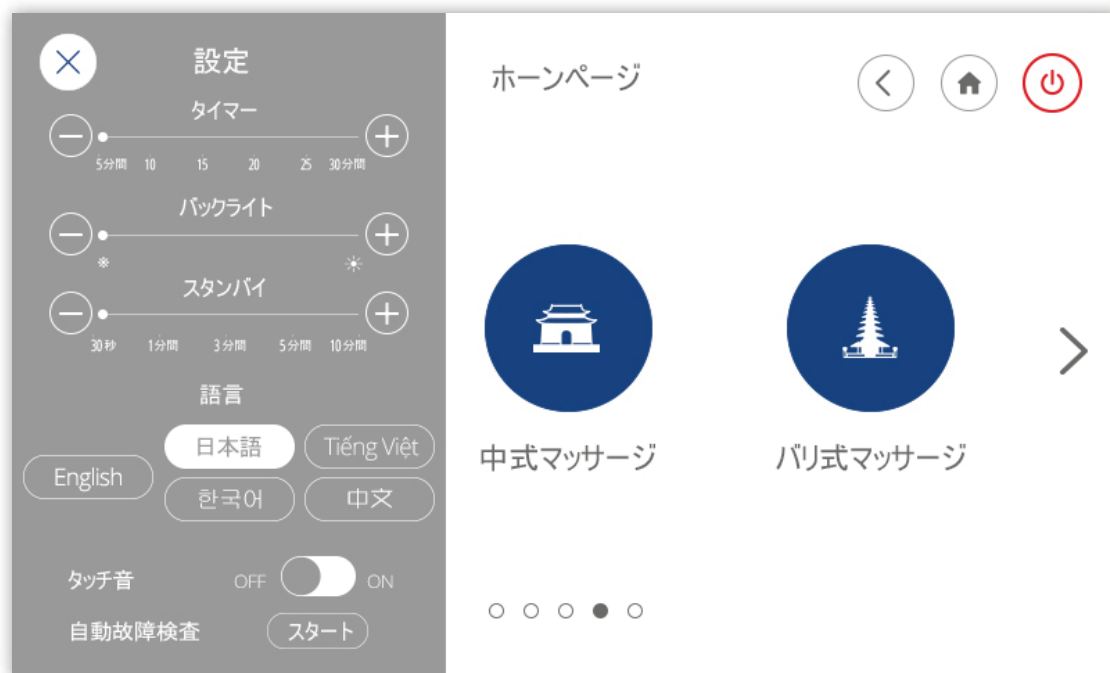 設定
タイマー
5分間 10 15 20 25 30分間
バックライト
スタンバイ
30秒 1分間 3分間 5分間 10分間
語言
日本語 Tiếng Việt
English
한국어 中文
タッチ音 OFF ON
自動故障検査 スタート
ホーンページ
中式マッサージ バリ式マッサージ